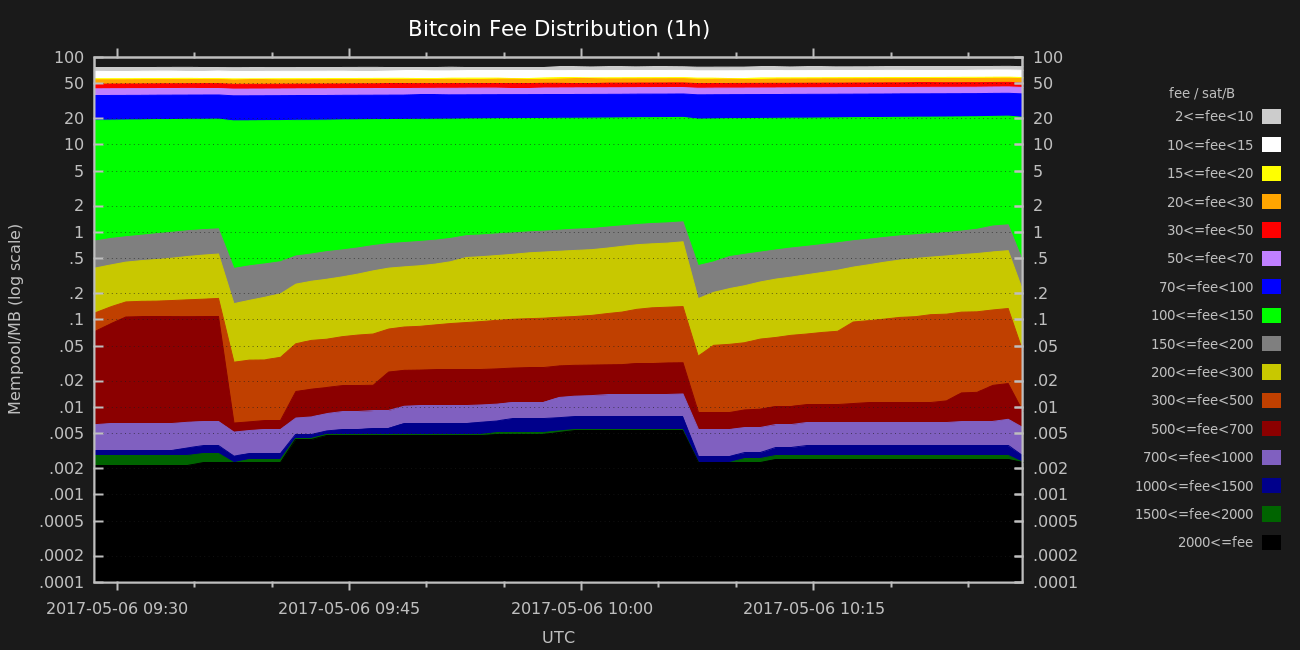 Bitcoin Fee Distribution (1h)
100
50
20
10
5
2
1
.5
.2
.1
.05
.02
.01
.005
.002
.001
.0005
.0002
.0001
Mempool/MB (log scale)
100
50
20
10
5
2
1
.5
.2
.1
.05
.02
.01
.005
.002
.001
.0005
.0002
.0001
2017-05-06 09:30 2017-05-06 09:45 2017-05-06 10:00 2017-05-06 10:15
UTC
fee / sat/B
2<=fee<10
10<=fee<15
15<=fee<20
20<=fee<30
30<=fee<50
50<=fee<70
70<=fee<100
100<=fee<150
150<=fee<200
200<=fee<300
300<=fee<500
500<=fee<700
700<=fee<1000
1000<=fee<1500
1500<=fee<2000
2000<=fee